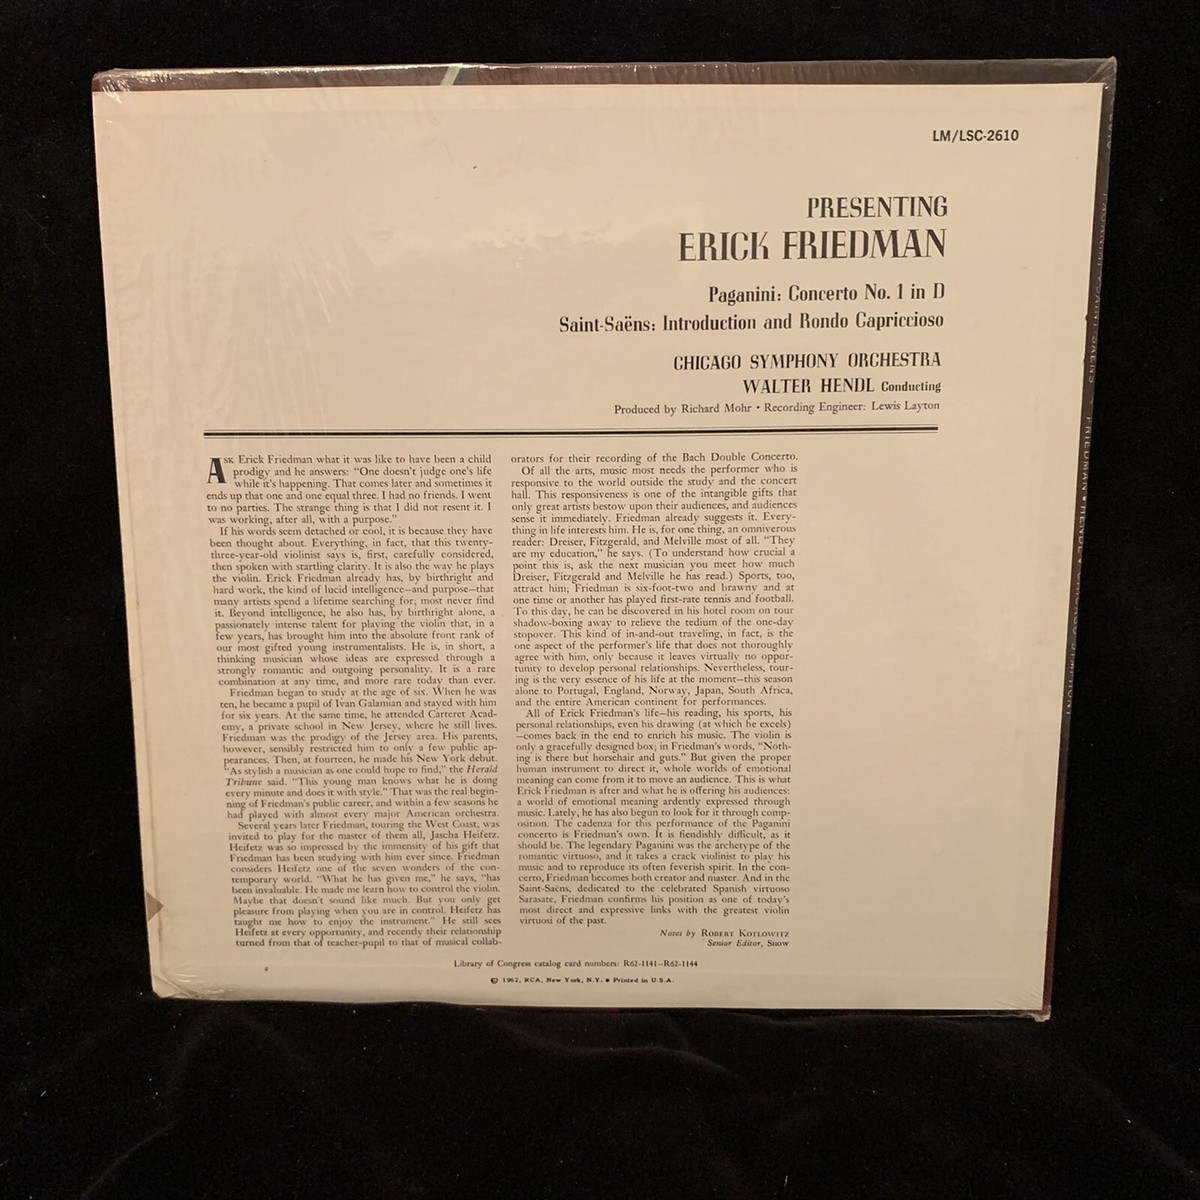 LM/LSC-2610
PRESENTING
ERICK FRIEDMAN
Paganini: Concerto No. 1 in D
Saint-Saëns: Introduction and Rondo Capriccioso
CHICAGO SYMPHONY ORCHESTRA
WALTER HENDL Conducting
Produced by Richard Mohr • Recording Engineer: Lewis Layton
ASK Erick Friedman what it was like to have been a child
prodigy and he answers: "One doesn't judge one's life
while it's happening. That comes later and sometimes it
ends up that one and one equal three. I had no friends. I went
to no parties. The strange thing is that I did not resent it. I
was working, after all, with a purpose."
If his words seem detached or cool, it is because they have
been thought about. Everything, in fact, that this twenty-
three-year-old violinist says is, first, carefully considered,
then spoken with startling clarity. It is also the way he plays
the violin. Erick Friedman already has, by birthright and
hard work, the kind of lucid intelligence—and purpose—that
many artists spend a lifetime searching for; most never find
it. Beyond intelligence, he also has, by birthright alone, a
passionately intense talent for playing the violin that, in a
few years, has brought him into the absolute front rank of
our most gifted young instrumentalists. He is, in short, a
thinking musician whose ideas are expressed through a
strongly romantic and outgoing personality. It is a rare
combination at any time, and more rare today than ever.
Friedman began to study at the age of six. When he was
ten, he became a pupil of Ivan Galamian and stayed with him
for six years. At the same time, he attended Carteret Acad-
emy, a private school in New Jersey, where he still lives.
Friedman was the prodigy of the Jersey area. His parents,
however, sensibly restricted him to only a few public ap-
pearances. Then, at fourteen, he made his New York debut.
"As stylish a musician as one could hope to find," the Herald
Tribune said. "This young man knows what he is doing
every minute and does it with style." That was the real begin-
ning of Friedman's public career, and within a few seasons he
had played with almost every major American orchestra.
Several years later Friedman, touring the West Coast, was
invited to play for the master of them all, Jascha Heifetz.
Heifetz was so impressed by the immensity of his gift that
Friedman has been studying with him ever since. Friedman
considers Heifetz one of the seven wonders of the con-
temporary world. "What he has given me," he says, "has
been invaluable. He made me learn how to control the violin.
Maybe that doesn't sound like much. But you only get
pleasure from playing when you are in control. Heifetz has
taught me how to enjoy the instrument." He still sees
Heifetz at every opportunity, and recently their relationship
turned from that of teacher-pupil to that of musical collab-
orators for their recording of the Bach Double Concerto.
Of all the arts, music most needs the performer who is
responsive to the world outside the study and the concert
hall. This responsiveness is one of the intangible gifts that
only great artists bestow upon their audiences, and audiences
sense it immediately. Friedman already suggests it. Every-
thing in life interests him. He is, for one thing, an omniverous
reader: Dreiser, Fitzgerald, and Melville most of all. "They
are my education," he says. (To understand how crucial a
point this is, ask the next musician you meet how much
Dreiser, Fitzgerald and Melville he has read.) Sports, too,
attract him; Friedman is six-foot-two and brawny and at
one time or another has played first-rate tennis and football.
To this day, he can be discovered in his hotel room on tour
shadow-boxing away to relieve the tedium of the one-day
stopover. This kind of in-and-out traveling, in fact, is the
one aspect of the performer's life that does not thoroughly
agree with him, only because it leaves virtually no oppor-
tunity to develop personal relationships. Nevertheless, tour-
ing is the very essence of his life at the moment—this season
alone to Portugal, England, Norway, Japan, South Africa,
and the entire American continent for performances.
All of Erick Friedman's life—his reading, his sports, his
personal relationships, even his drawing (at which he excels)
—comes back in the end to enrich his music. The violin is
only a gracefully designed box; in Friedman's words, "Noth-
ing is there but horsehair and guts." But given the proper
human instrument to direct it, whole worlds of emotional
meaning can come from it to move an audience. This is what
Erick Friedman is after and what he is offering his audiences:
a world of emotional meaning ardently expressed through
music. Lately, he has also begun to look for it through comp-
osition. The cadenza for this performance of the Paganini
concerto is Friedman's own. It is fiendishly difficult, as it
should be. The legendary Paganini was the archetype of the
romantic virtuoso, and it takes a crack violinist to play his
music and to reproduce its often feverish spirit. In the con-
certo, Friedman becomes both creator and master. And in the
Saint-Saëns, dedicated to the celebrated Spanish virtuoso
Sarasate, Friedman confirms his position as one of today's
most direct and expressive links with the greatest violin
virtuosi of the past.
Notes by ROBERT KOTLOWITZ
Senior Editor, SHOW
Library of Congress catalog card numbers: R62-1141–R62-1144
© 1962, RCA, New York, N.Y. • Printed in U.S.A.